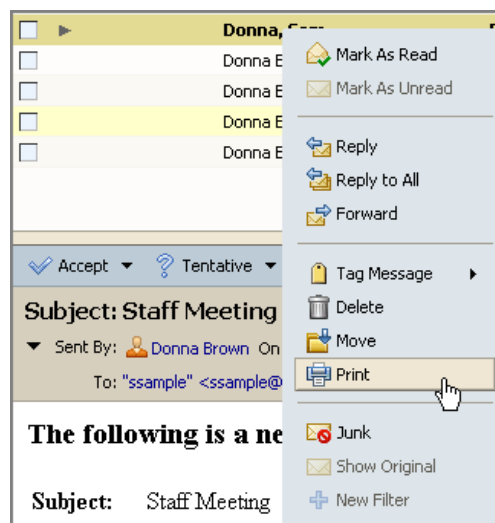 Donna,
Donna
Donna
Donna
Donna
Mark As Read
Mark As Unread
Reply
Reply to All
Forward
Tag Message
Delete
Move
Print
Junk
Show Original
New Filter
Accept Tentative
Subject: Staff Meeting
Sent By: Donna Brown On
To: "ssample" <ssample@
The following is a
Subject: Staff Meeting